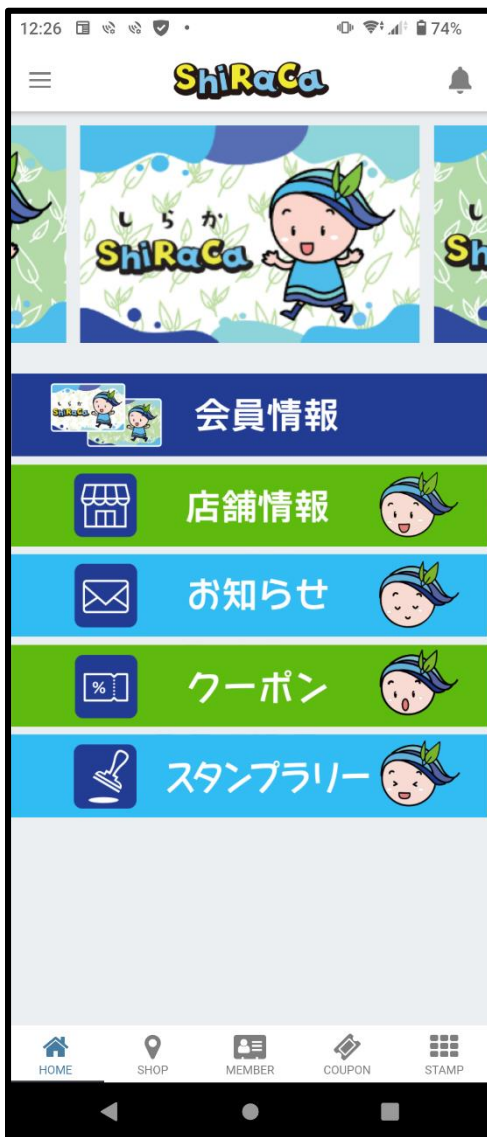 12:26
74%
ShiRaCa
しらか
ShiRaCa
Sh
会員情報
店舗情報
お知らせ
%
クーポン
スタンプラリー
HOME
SHOP
MEMBER
COUPON
STAMP